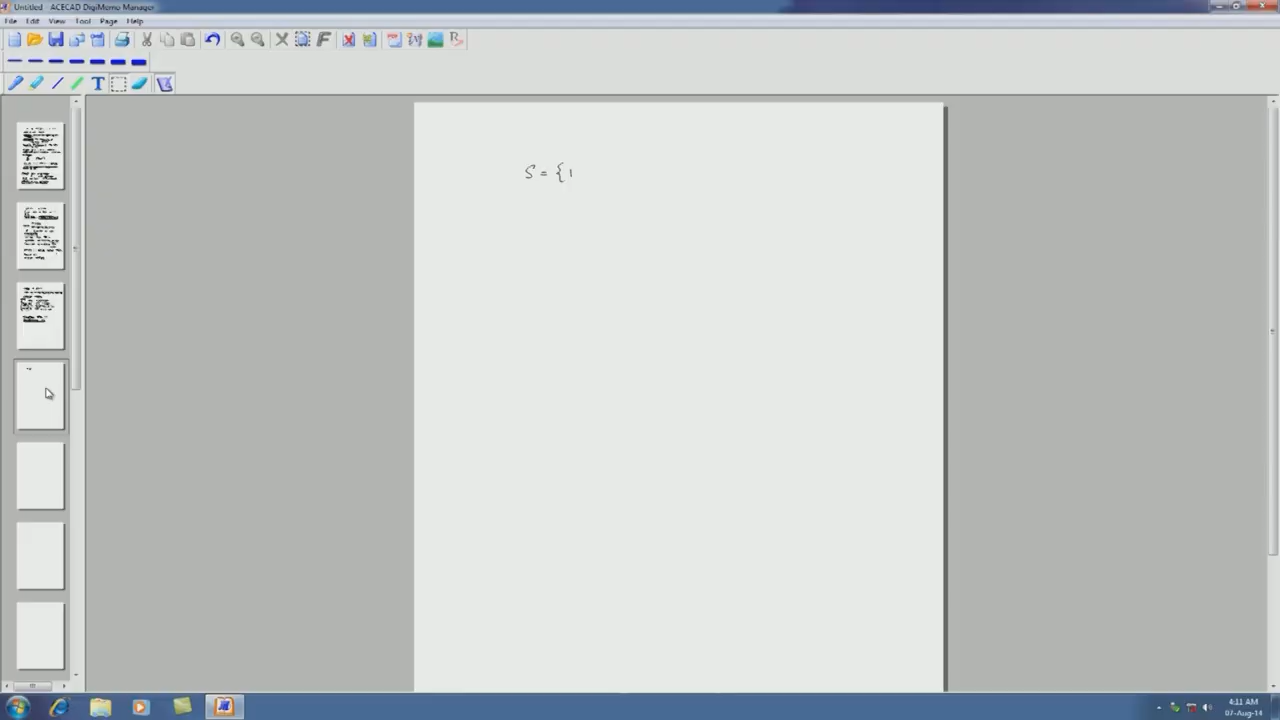 Untitled - ACECAD DigiMemo Manager
File Edit View Tool Page Help
S = {1
4:11 AM
07-Aug-14